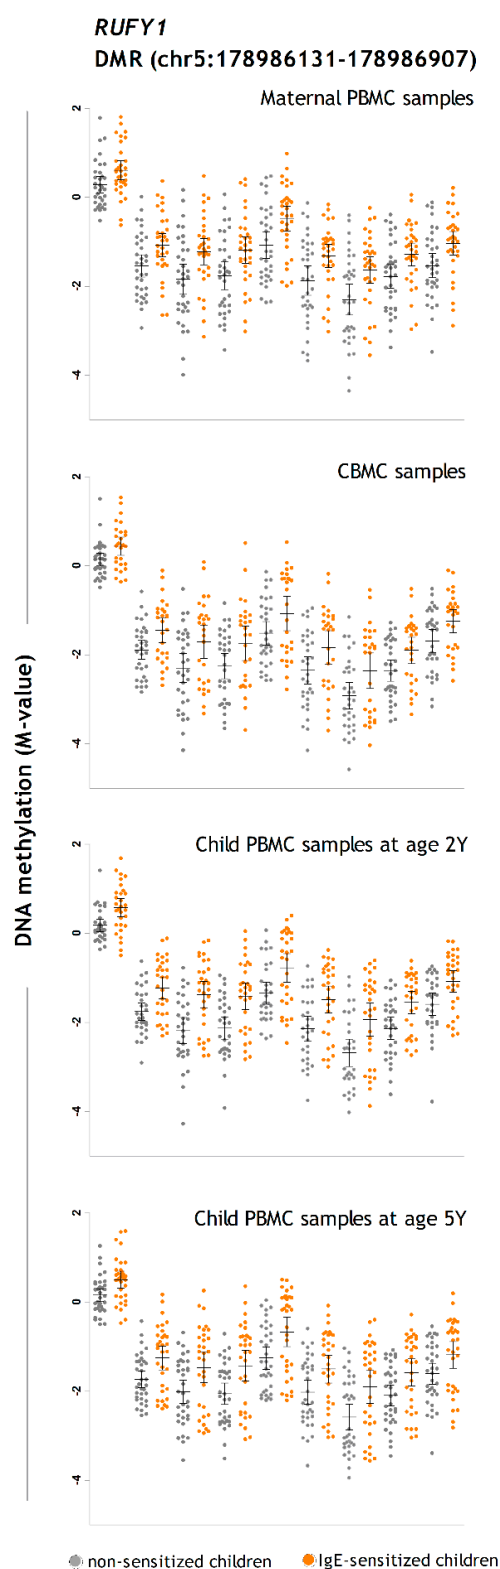 RUFY1
DMR (chr5:178986131-178986907)
Maternal PBMC samples
2
0
-2
-4
CBMC samples
2
0
-2
-4
DNA methylation (M-value)
Child PBMC samples at age 2Y
2
0
-2
-4
Child PBMC samples at age 5Y
2
0
-2
-4
non-sensitized children
IgE-sensitized children